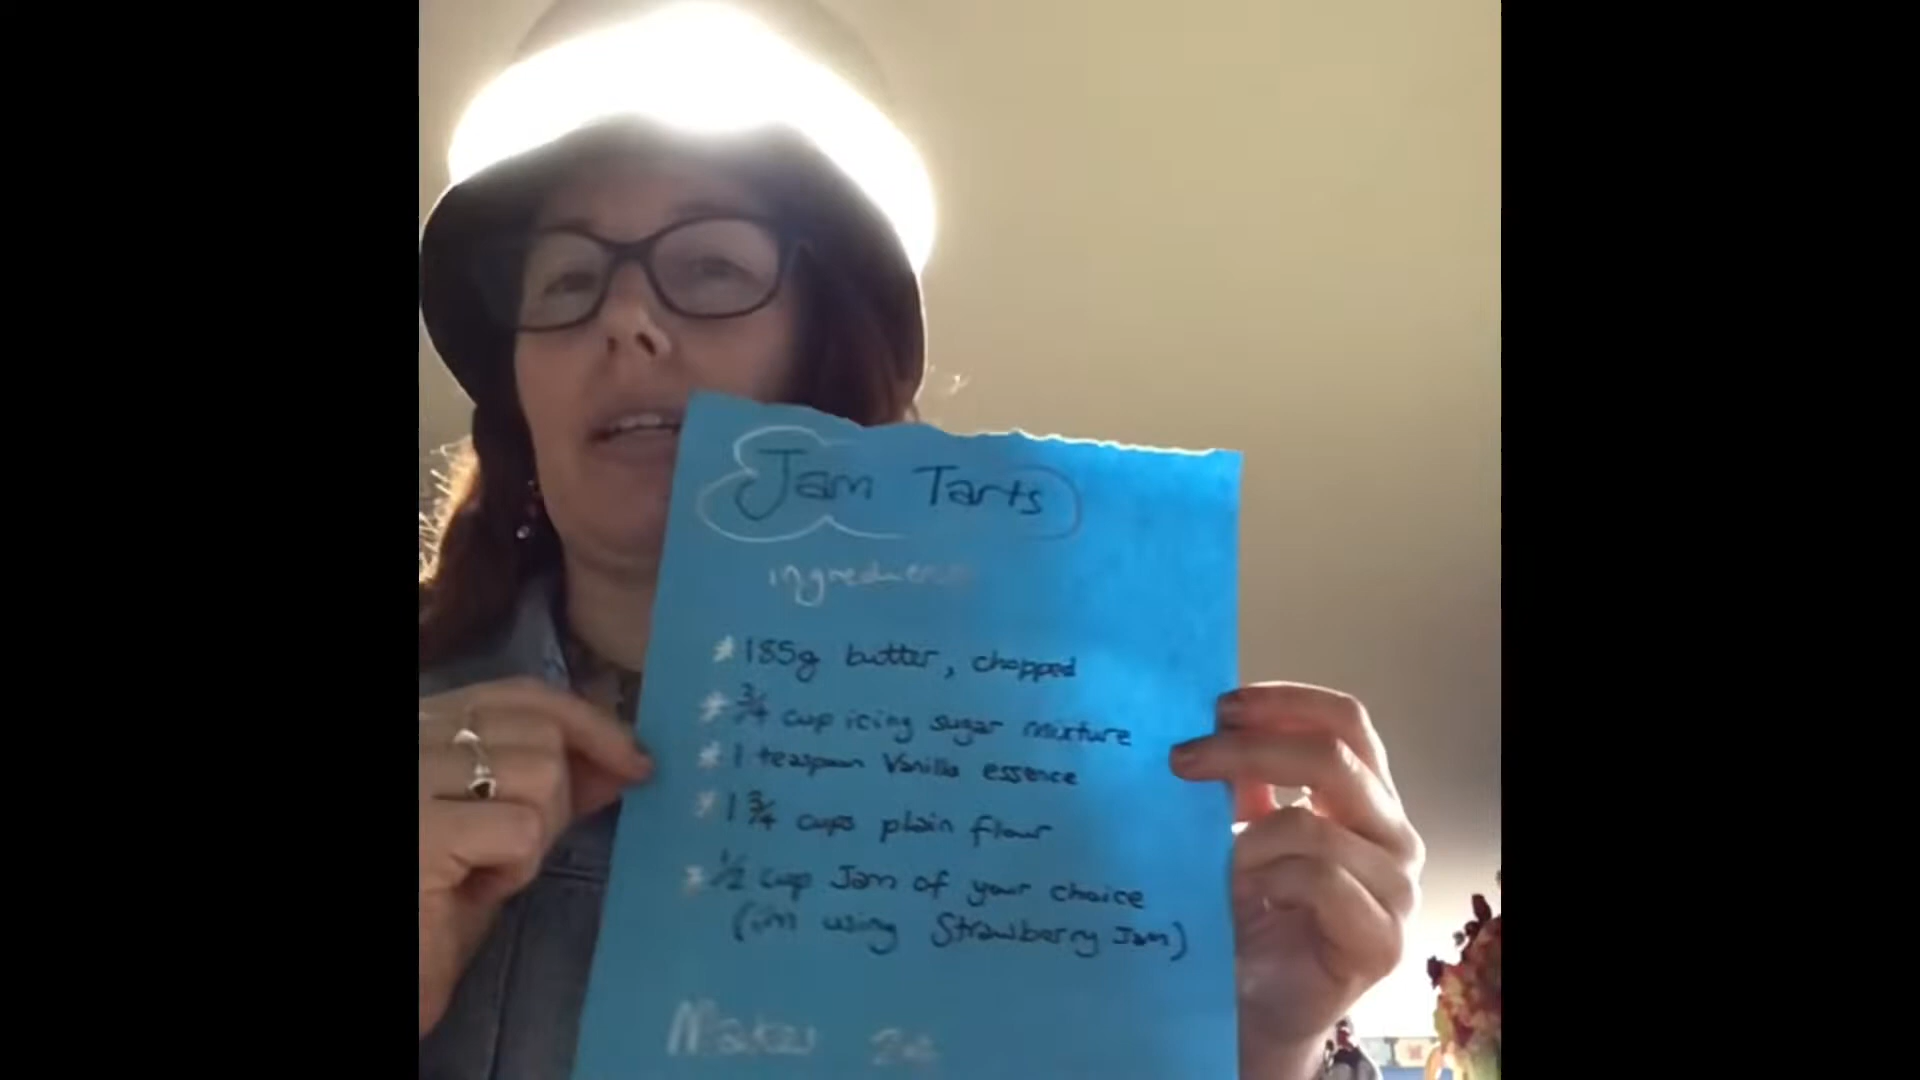 Jam Tarts
ingredients
* 185g butter, chopped
* 3/4 cup icing sugar mixture
* 1 teaspoon Vanilla essence
* 1 3/4 cups plain flour
* 1/2 cup Jam of your choice
(i'm using Strawberry Jam)
Makes 24